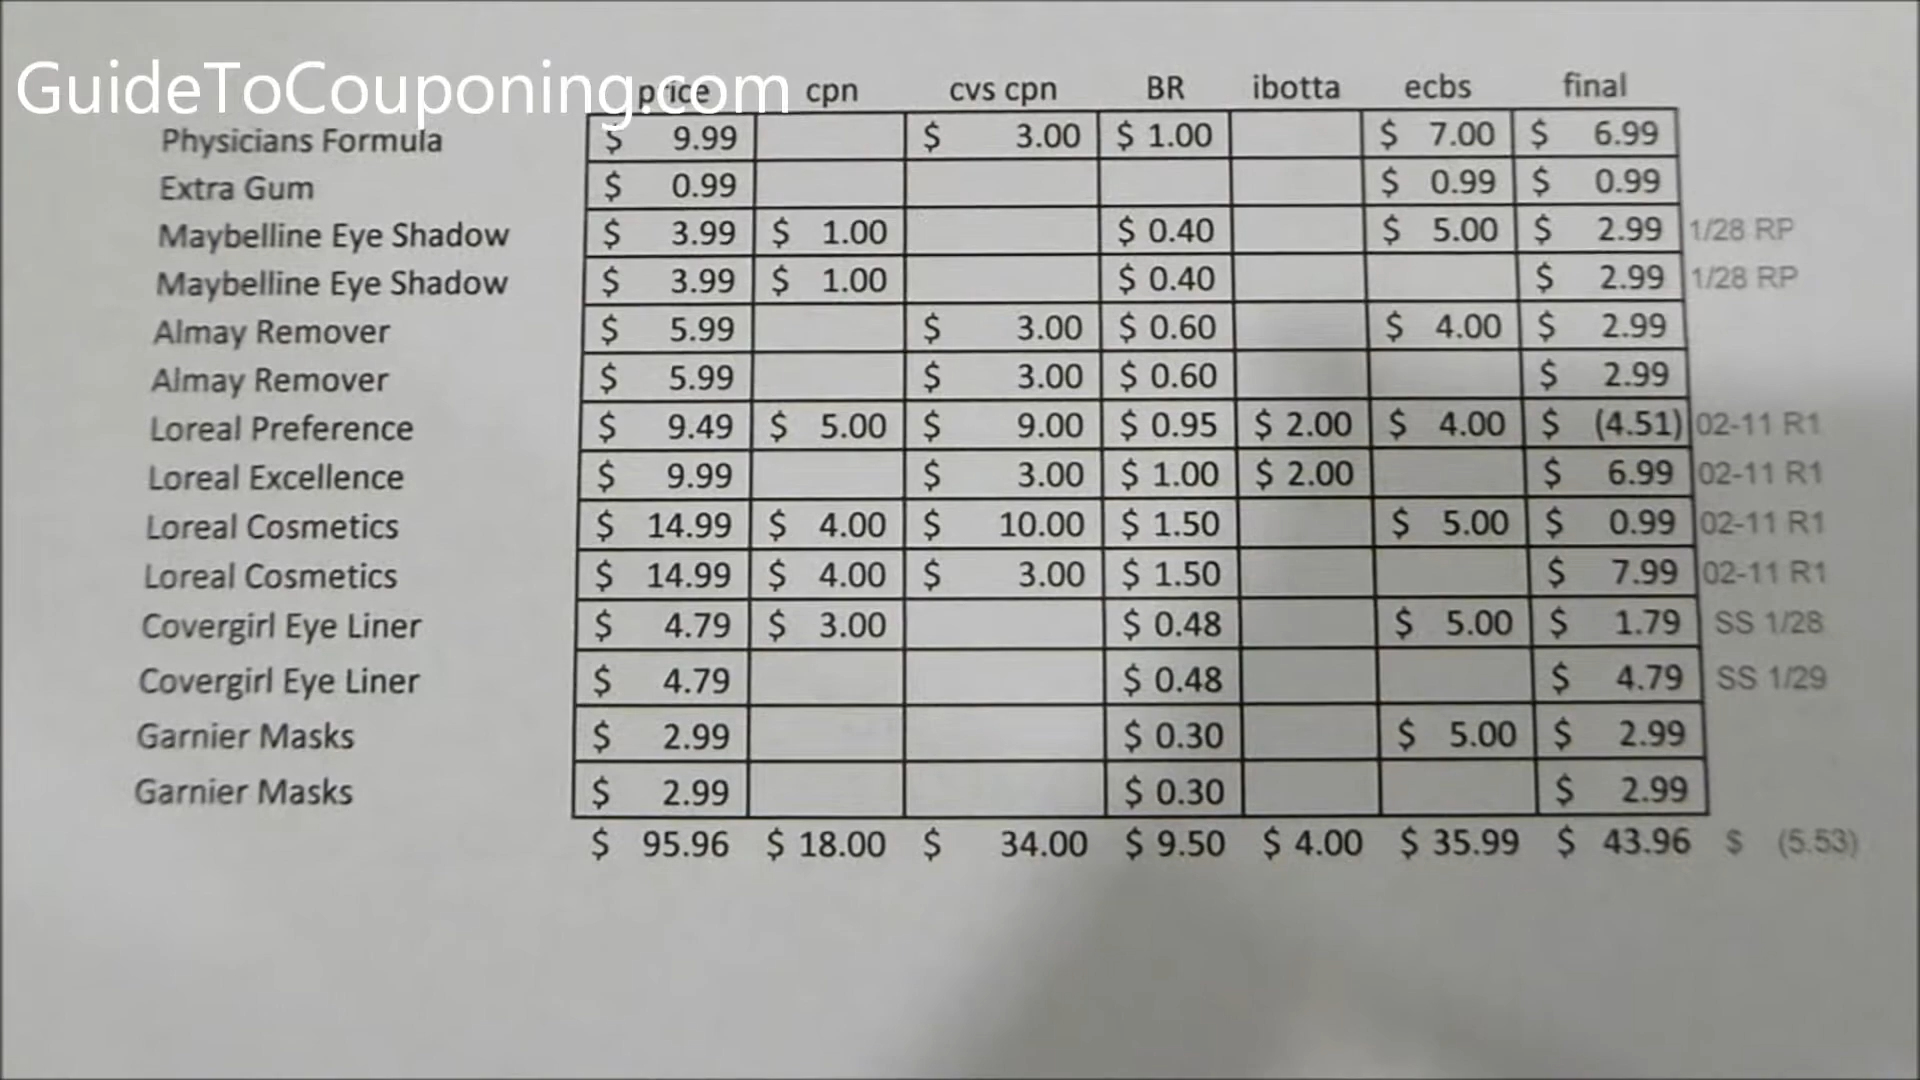 GuideToCouponing.com
price cpn cvs cpn BR ibotta ecbs final
Physicians Formula $ 9.99 $ 3.00 $ 1.00 $ 7.00 $ 6.99
Extra Gum $ 0.99 $ 0.99 $ 0.99
Maybelline Eye Shadow $ 3.99 $ 1.00 $ 0.40 $ 5.00 $ 2.99 1/28 RP
Maybelline Eye Shadow $ 3.99 $ 1.00 $ 0.40 $ 2.99 1/28 RP
Almay Remover $ 5.99 $ 3.00 $ 0.60 $ 4.00 $ 2.99
Almay Remover $ 5.99 $ 3.00 $ 0.60 $ 2.99
Loreal Preference $ 9.49 $ 5.00 $ 9.00 $ 0.95 $ 2.00 $ 4.00 $ (4.51) 02-11 R1
Loreal Excellence $ 9.99 $ 3.00 $ 1.00 $ 2.00 $ 6.99 02-11 R1
Loreal Cosmetics $ 14.99 $ 4.00 $ 10.00 $ 1.50 $ 5.00 $ 0.99 02-11 R1
Loreal Cosmetics $ 14.99 $ 4.00 $ 3.00 $ 1.50 $ 7.99 02-11 R1
Covergirl Eye Liner $ 4.79 $ 3.00 $ 0.48 $ 5.00 $ 1.79 SS 1/28
Covergirl Eye Liner $ 4.79 $ 0.48 $ 4.79 SS 1/29
Garnier Masks $ 2.99 $ 0.30 $ 5.00 $ 2.99
Garnier Masks $ 2.99 $ 0.30 $ 2.99
$ 95.96 $ 18.00 $ 34.00 $ 9.50 $ 4.00 $ 35.99 $ 43.96 $ (5.53)